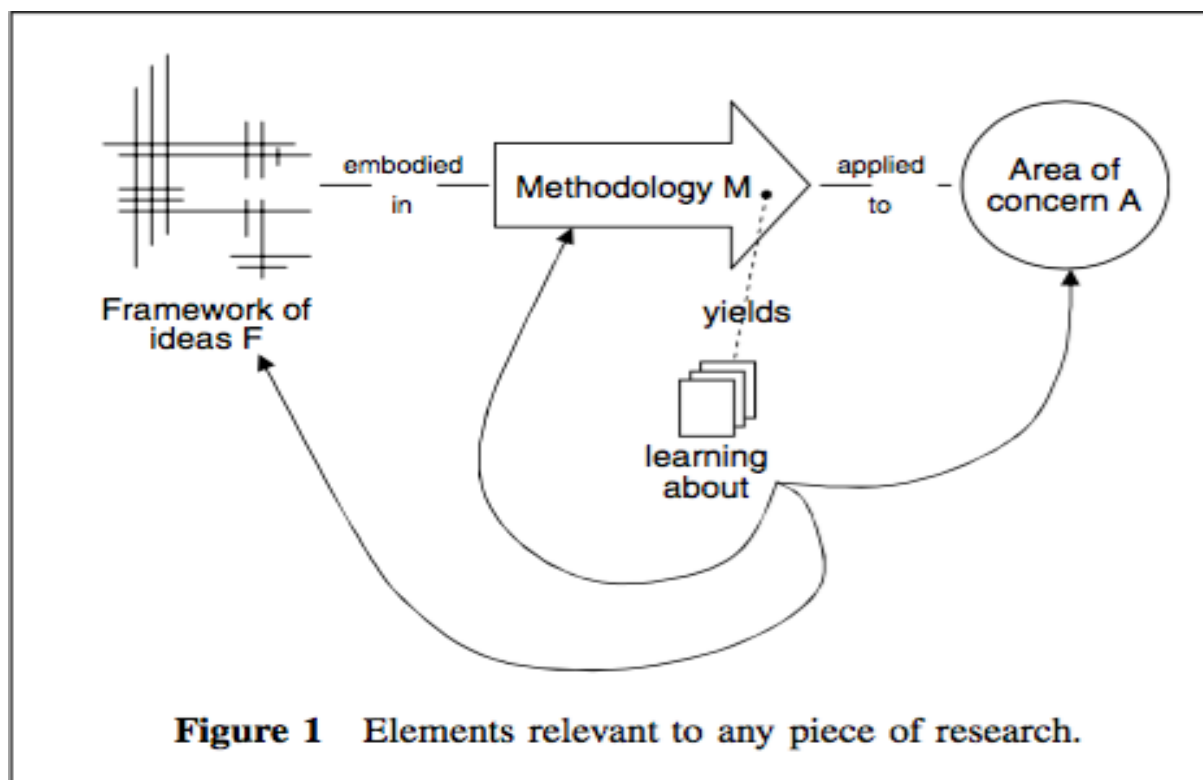 embodied
in
Methodology M
applied
to
Area of
concern A
Framework of
ideas F
yields
learning
about
Figure 1 Elements relevant to any piece of research.